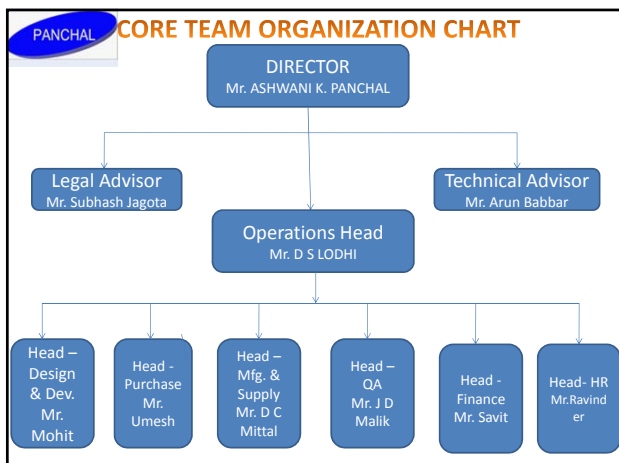 PANCHAL
CORE TEAM ORGANIZATION CHART
DIRECTOR
Mr. ASHWANI K. PANCHAL
Legal Advisor
Mr. Subhash Jagota
Technical Advisor
Mr. Arun Babbar
Operations Head
Mr. D S LODHI
Head –
Design
& Dev.
Mr.
Mohit
Head -
Purchase
Mr.
Umesh
Head –
Mfg. &
Supply
Mr. D C
Mittal
Head –
QA
Mr. J D
Malik
Head -
Finance
Mr. Savit
Head- HR
Mr.Ravind
er